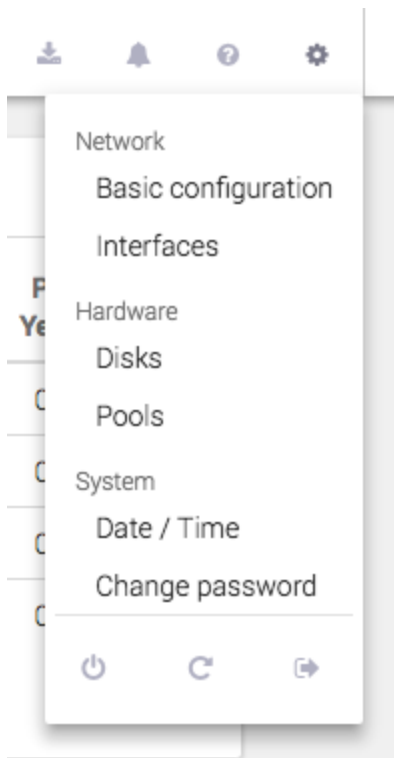 Network
Basic configuration
Interfaces
Hardware
Disks
Pools
System
Date / Time
Change password